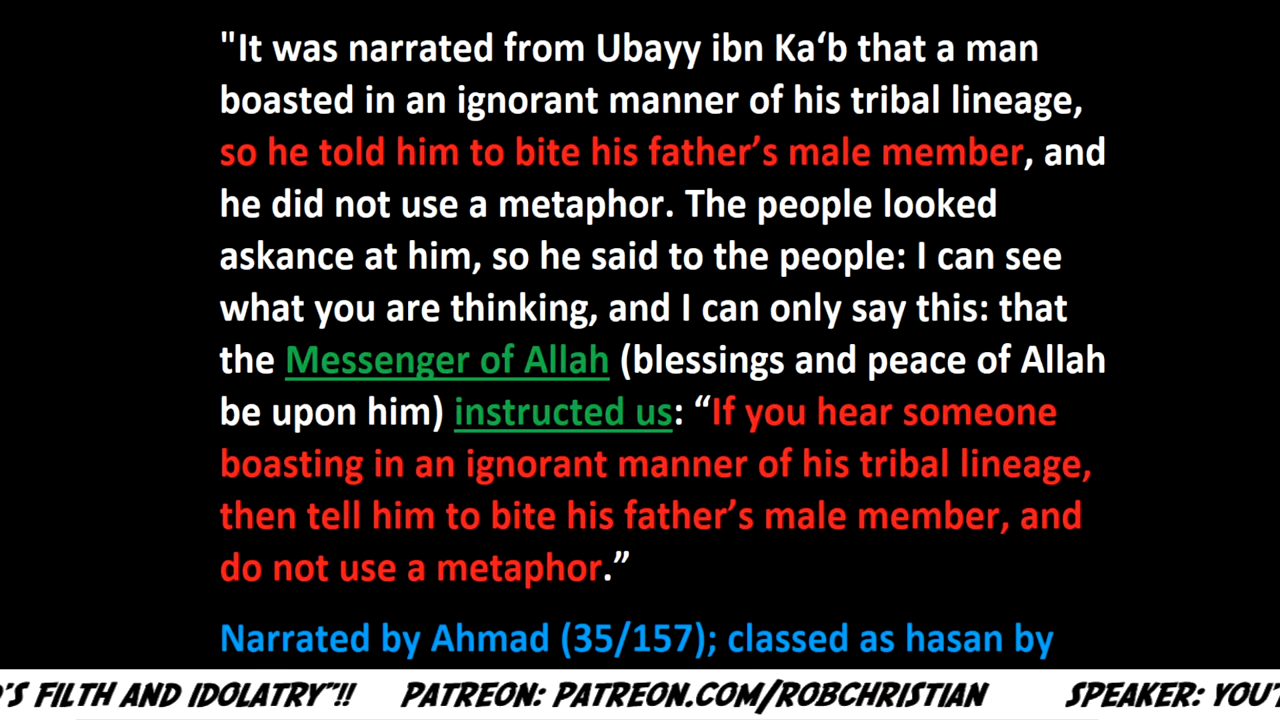 "It was narrated from Ubayy ibn Ka‘b that a man
boasted in an ignorant manner of his tribal lineage,
so he told him to bite his father’s male member, and
he did not use a metaphor. The people looked
askance at him, so he said to the people: I can see
what you are thinking, and I can only say this: that
the Messenger of Allah (blessings and peace of Allah
be upon him) instructed us: “If you hear someone
boasting in an ignorant manner of his tribal lineage,
then tell him to bite his father’s male member, and
do not use a metaphor.”
Narrated by Ahmad (35/157); classed as hasan by
'S FILTH AND IDOLATRY"!! PATREON: PATREON.COM/ROBCHRISTIAN SPEAKER: